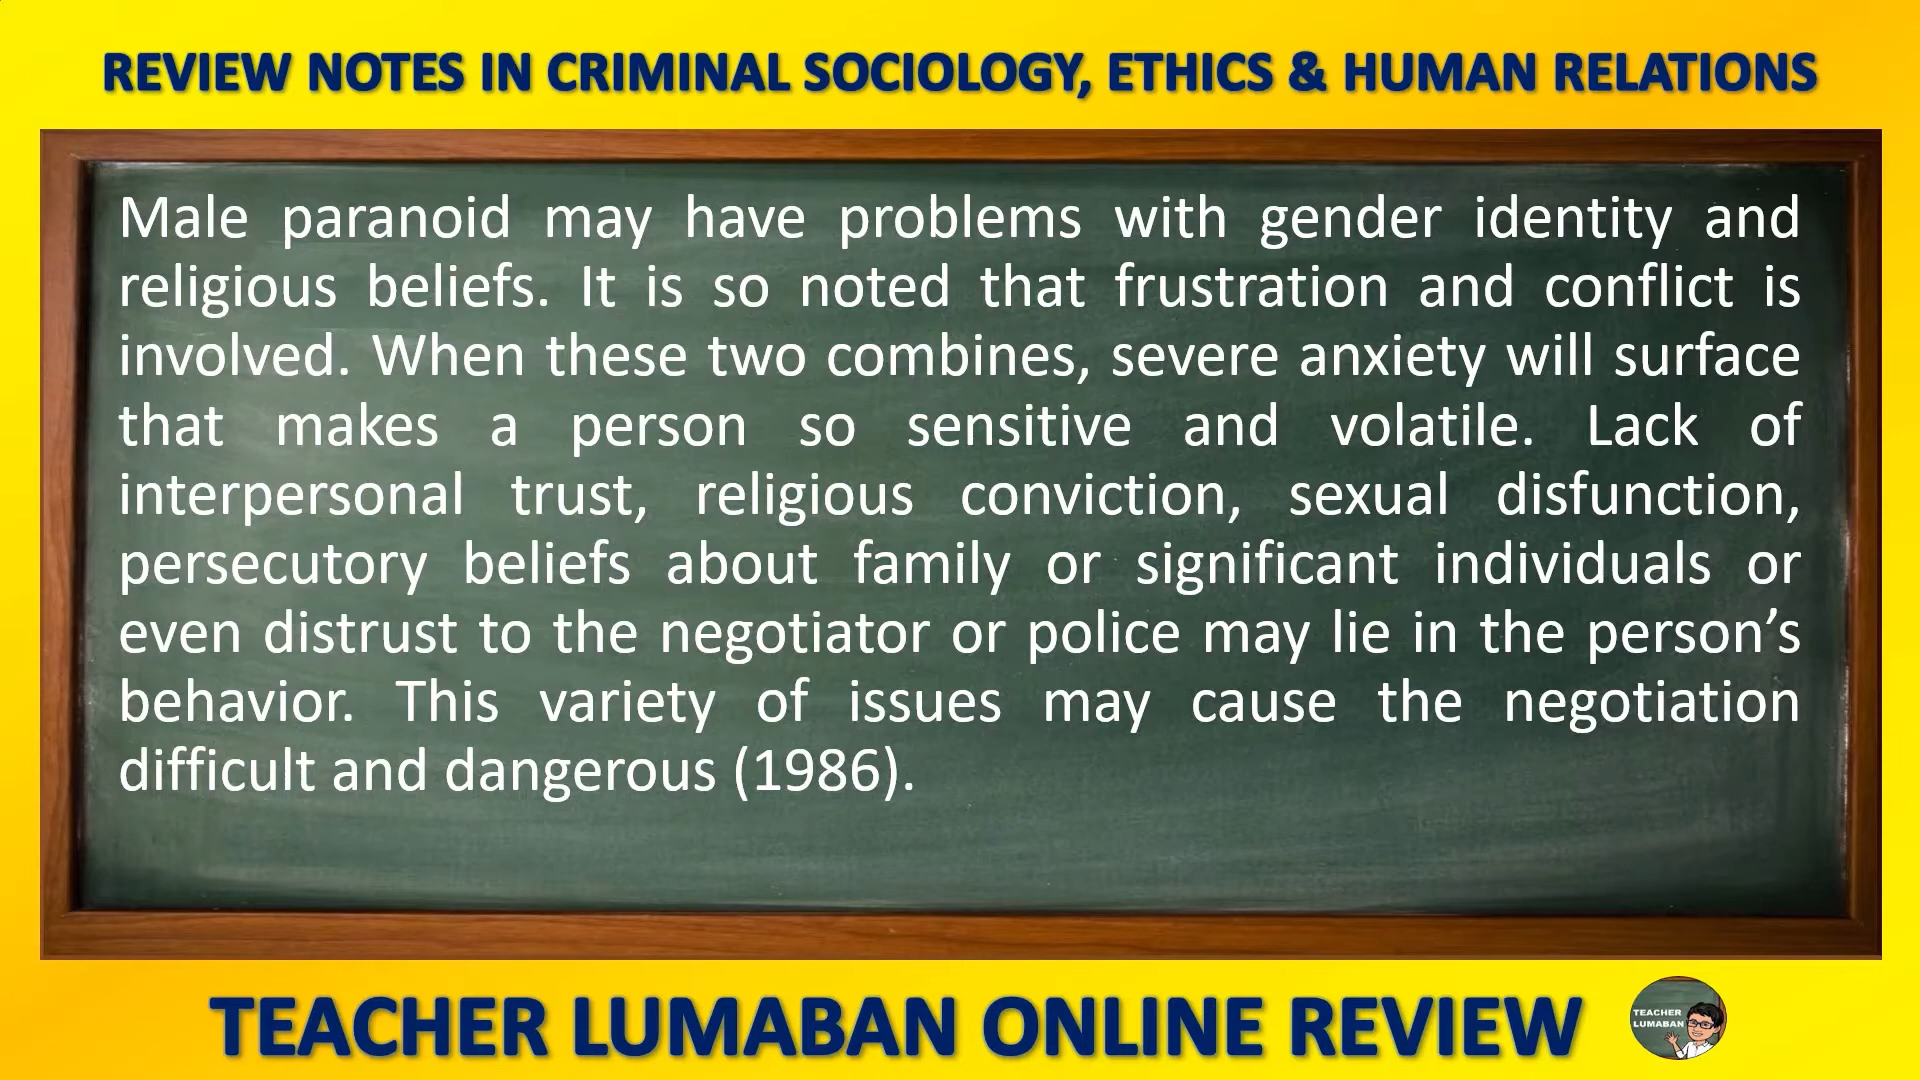 REVIEW NOTES IN CRIMINAL SOCIOLOGY, ETHICS & HUMAN RELATIONS
Male paranoid may have problems with gender identity and
religious beliefs. It is so noted that frustration and conflict is
involved. When these two combines, severe anxiety will surface
that makes a person so sensitive and volatile. Lack of
interpersonal trust, religious conviction, sexual disfunction,
persecutory beliefs about family or significant individuals or
even distrust to the negotiator or police may lie in the person’s
behavior. This variety of issues may cause the negotiation
difficult and dangerous (1986).
TEACHER LUMABAN ONLINE REVIEW
TEACHER
LUMABAN